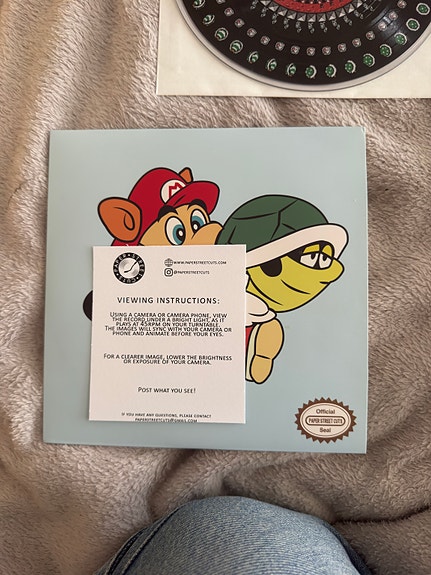 M
WWW.PAPERSTREETCUTS.COM
@PAPERSTREETCUTS
VIEWING INSTRUCTIONS:
USING A CAMERA OR CAMERA PHONE, VIEW
THE RECORD UNDER A BRIGHT LIGHT, AS IT
PLAYS AT 45RPM ON YOUR TURNTABLE.
THE IMAGES WILL SYNC WITH YOUR CAMERA OR
PHONE AND ANIMATE BEFORE YOUR EYES.
FOR A CLEARER IMAGE, LOWER THE BRIGHTNESS
OR EXPOSURE OF YOUR CAMERA.
POST WHAT YOU SEE!
IF YOU HAVE ANY QUESTIONS, PLEASE CONTACT
PAPERSTREETCUTS@GMAIL.COM
Official
PAPER STREET CUTS
Seal